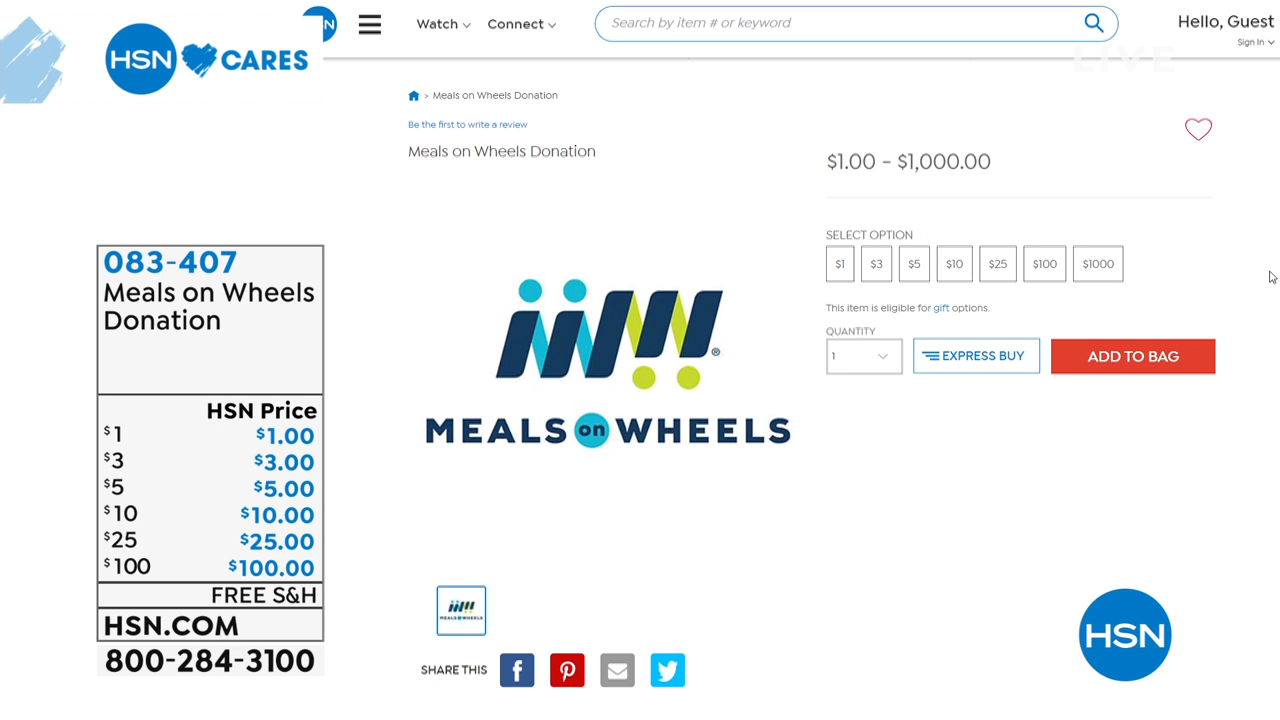 HSN CARES
N
Watch
Connect
Search by item # or keyword
Hello, Guest
Sign In
LIVE
> Meals on Wheels Donation
Be the first to write a review
Meals on Wheels Donation
$1.00 - $1,000.00
SELECT OPTION
$1 $3 $5 $10 $25 $100 $1000
This item is eligible for gift options.
QUANTITY
1
EXPRESS BUY
ADD TO BAG
083-407
Meals on Wheels
Donation
HSN Price
$1 $1.00
$3 $3.00
$5 $5.00
$10 $10.00
$25 $25.00
$100 $100.00
FREE S&H
HSN.COM
800-284-3100
®
MEALS on WHEELS
MEALS on WHEELS
SHARE THIS
HSN